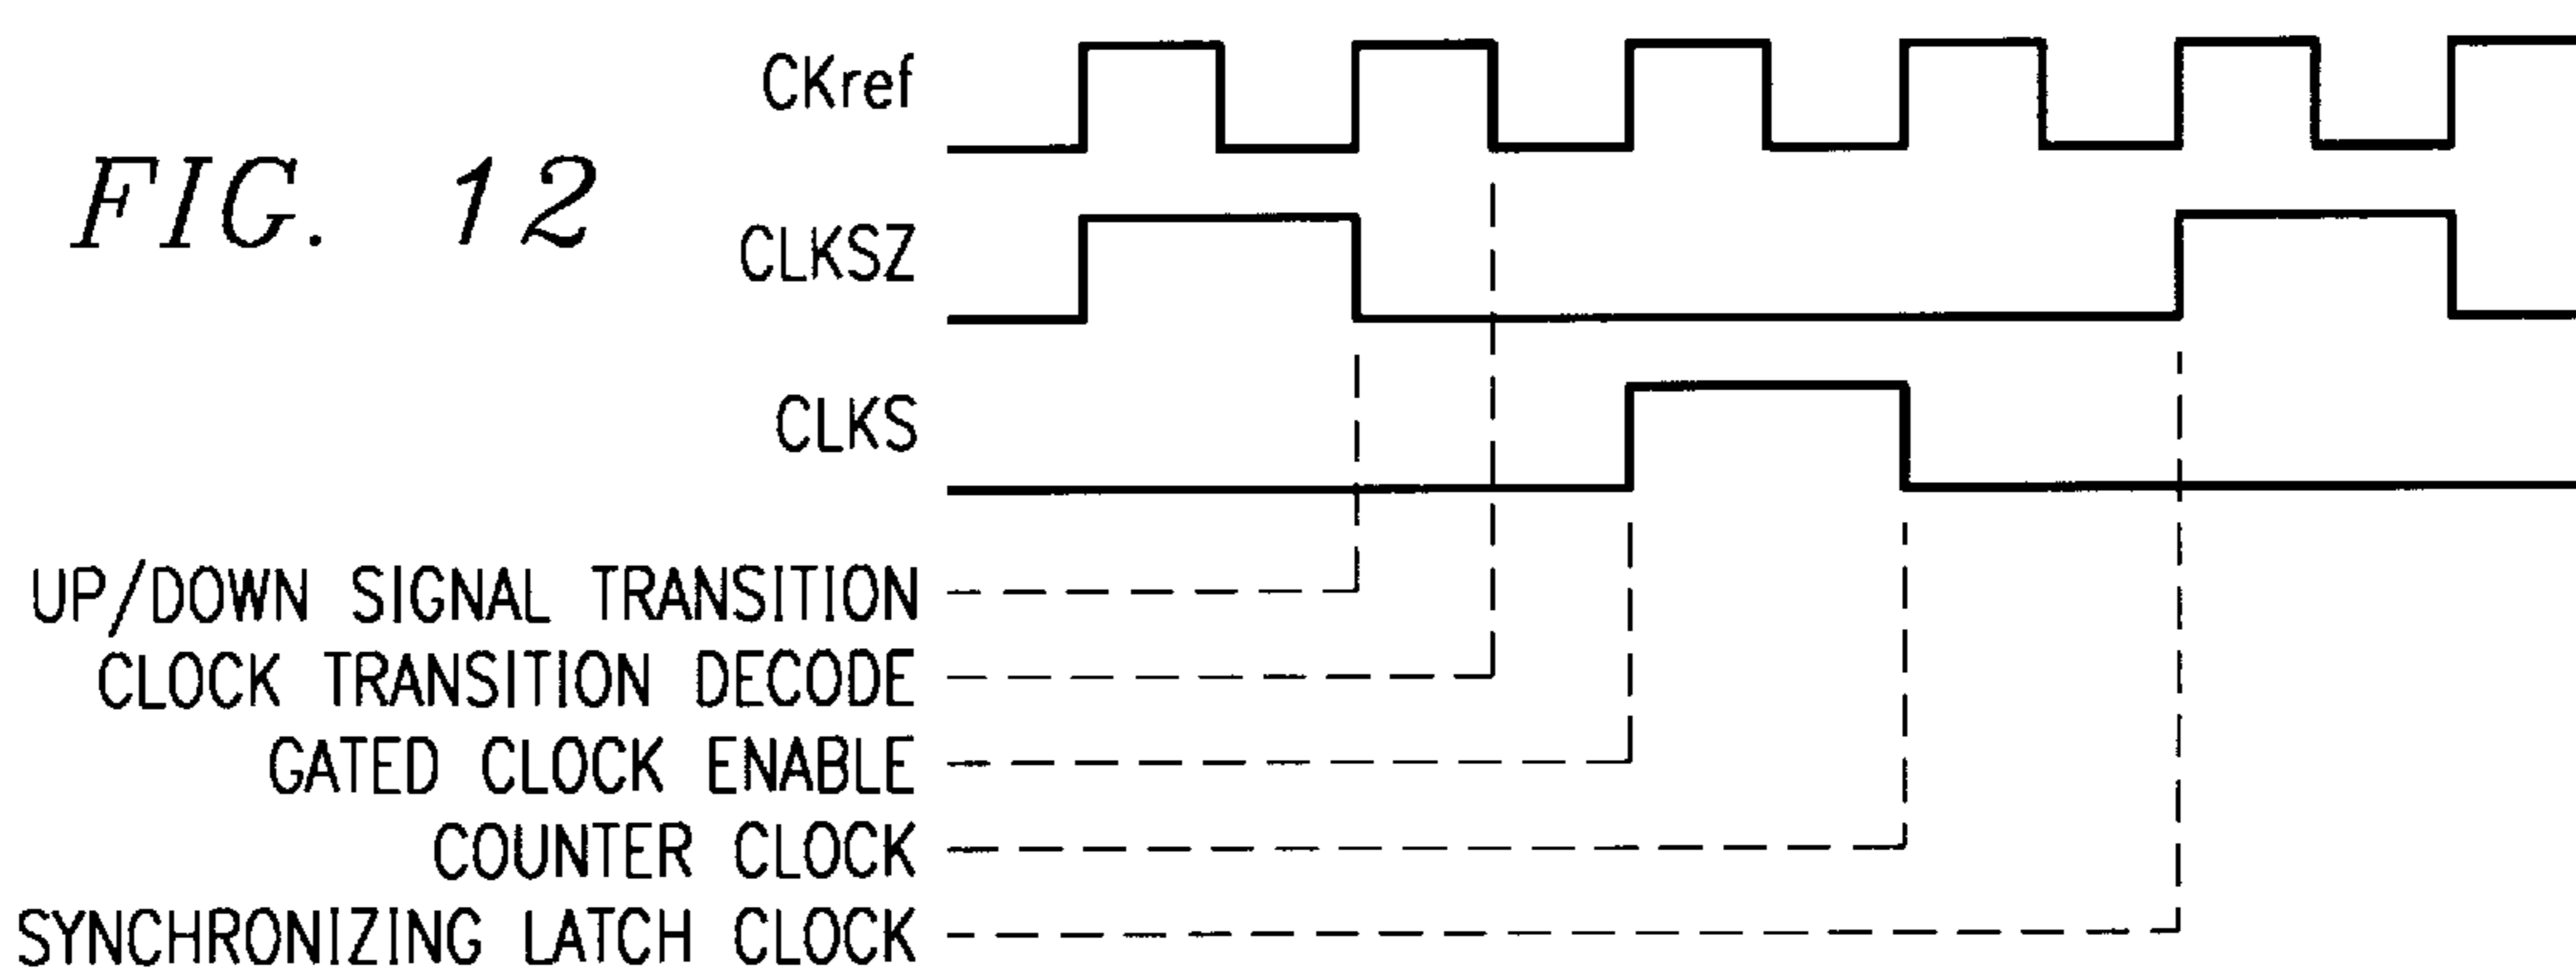 CKref
FIG. 12
CLKSZ
CLKS
UP/DOWN SIGNAL TRANSITION
CLOCK TRANSITION DECODE
GATED CLOCK ENABLE
COUNTER CLOCK
SYNCHRONIZING LATCH CLOCK